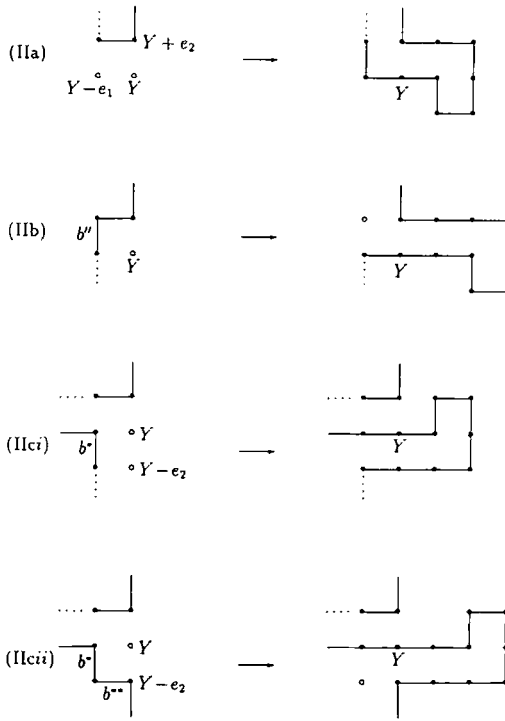 (IIa)
Y + e₂
Y − e₁ Y
Y
(IIb)
b″
Y
Y
(IIci)
b*
Y
Y − e₂
Y
(IIcii)
b*
Y
b**
Y − e₂
Y